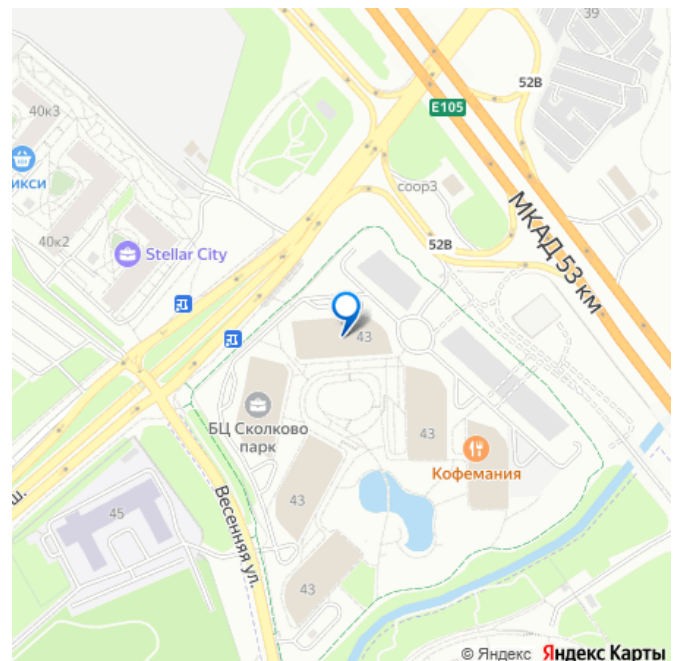 39
52В
E105
40к3
икси
соор3
МКАД 53 км
40к2
Stellar City
52В
43
БЦ Сколково
парк
43
Кофемания
ш.
45
Весенняя ул.
43
43
© Яндекс Яндекс Карты